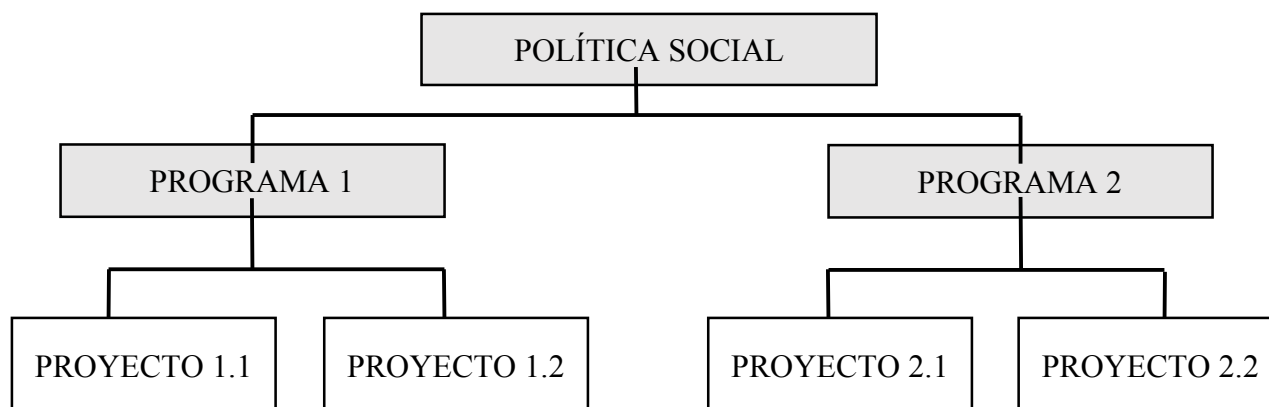 POLÍTICA SOCIAL
PROGRAMA 1
PROGRAMA 2
PROYECTO 1.1
PROYECTO 1.2
PROYECTO 2.1
PROYECTO 2.2